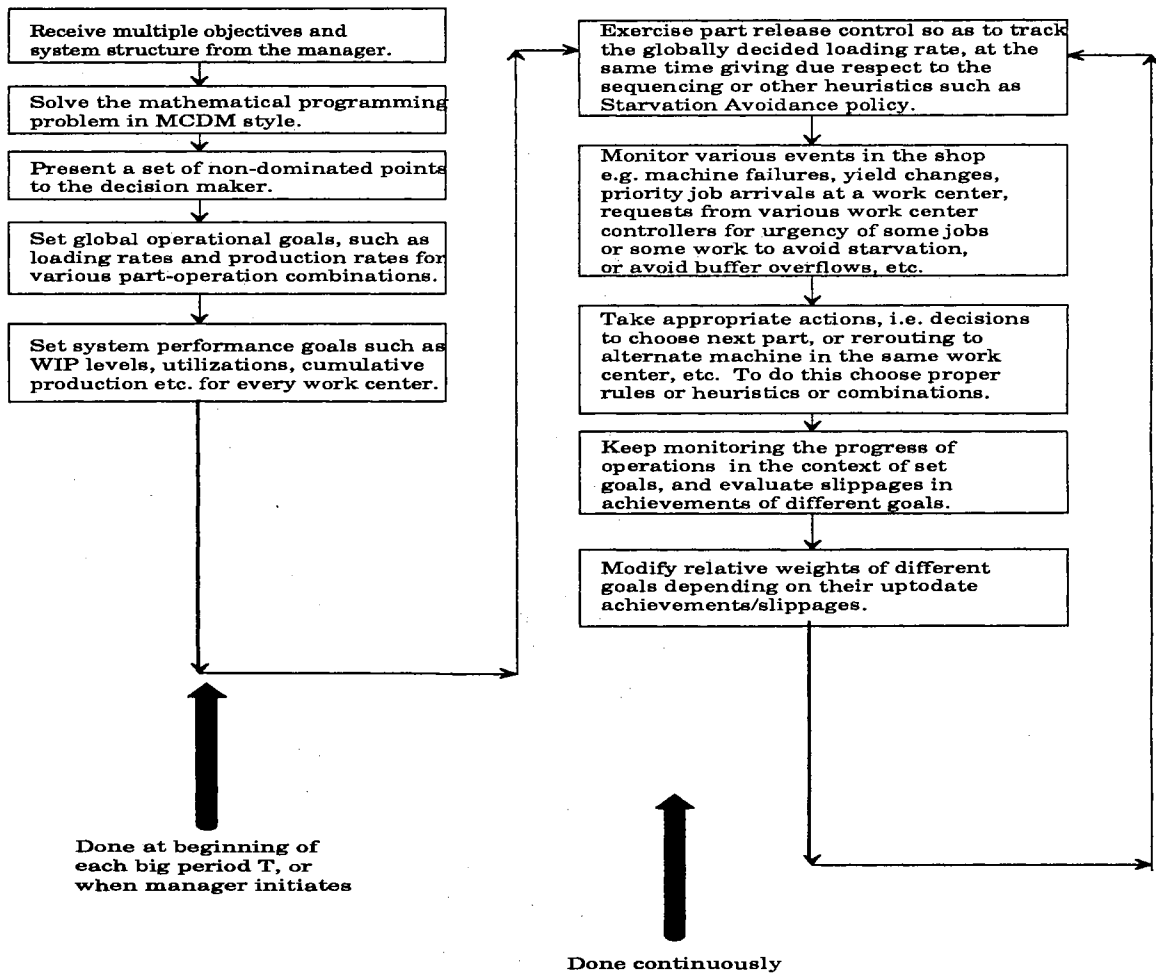 Receive multiple objectives and
system structure from the manager.
Solve the mathematical programming
problem in MCDM style.
Present a set of non-dominated points
to the decision maker.
Set global operational goals, such as
loading rates and production rates for
various part-operation combinations.
Set system performance goals such as
WIP levels, utilizations, cumulative
production etc. for every work center.
Done at beginning of
each big period T, or
when manager initiates
Exercise part release control so as to track
the globally decided loading rate, at the
same time giving due respect to the
sequencing or other heuristics such as
Starvation Avoidance policy.
Monitor various events in the shop
e.g. machine failures, yield changes,
priority job arrivals at a work center,
requests from various work center
controllers for urgency of some jobs
or some work to avoid starvation,
or avoid buffer overflows, etc.
Take appropriate actions, i.e. decisions
to choose next part, or rerouting to
alternate machine in the same work
center, etc. To do this choose proper
rules or heuristics or combinations.
Keep monitoring the progress of
operations in the context of set
goals, and evaluate slippages in
achievements of different goals.
Modify relative weights of different
goals depending on their uptodate
achievements/slippages.
Done continuously